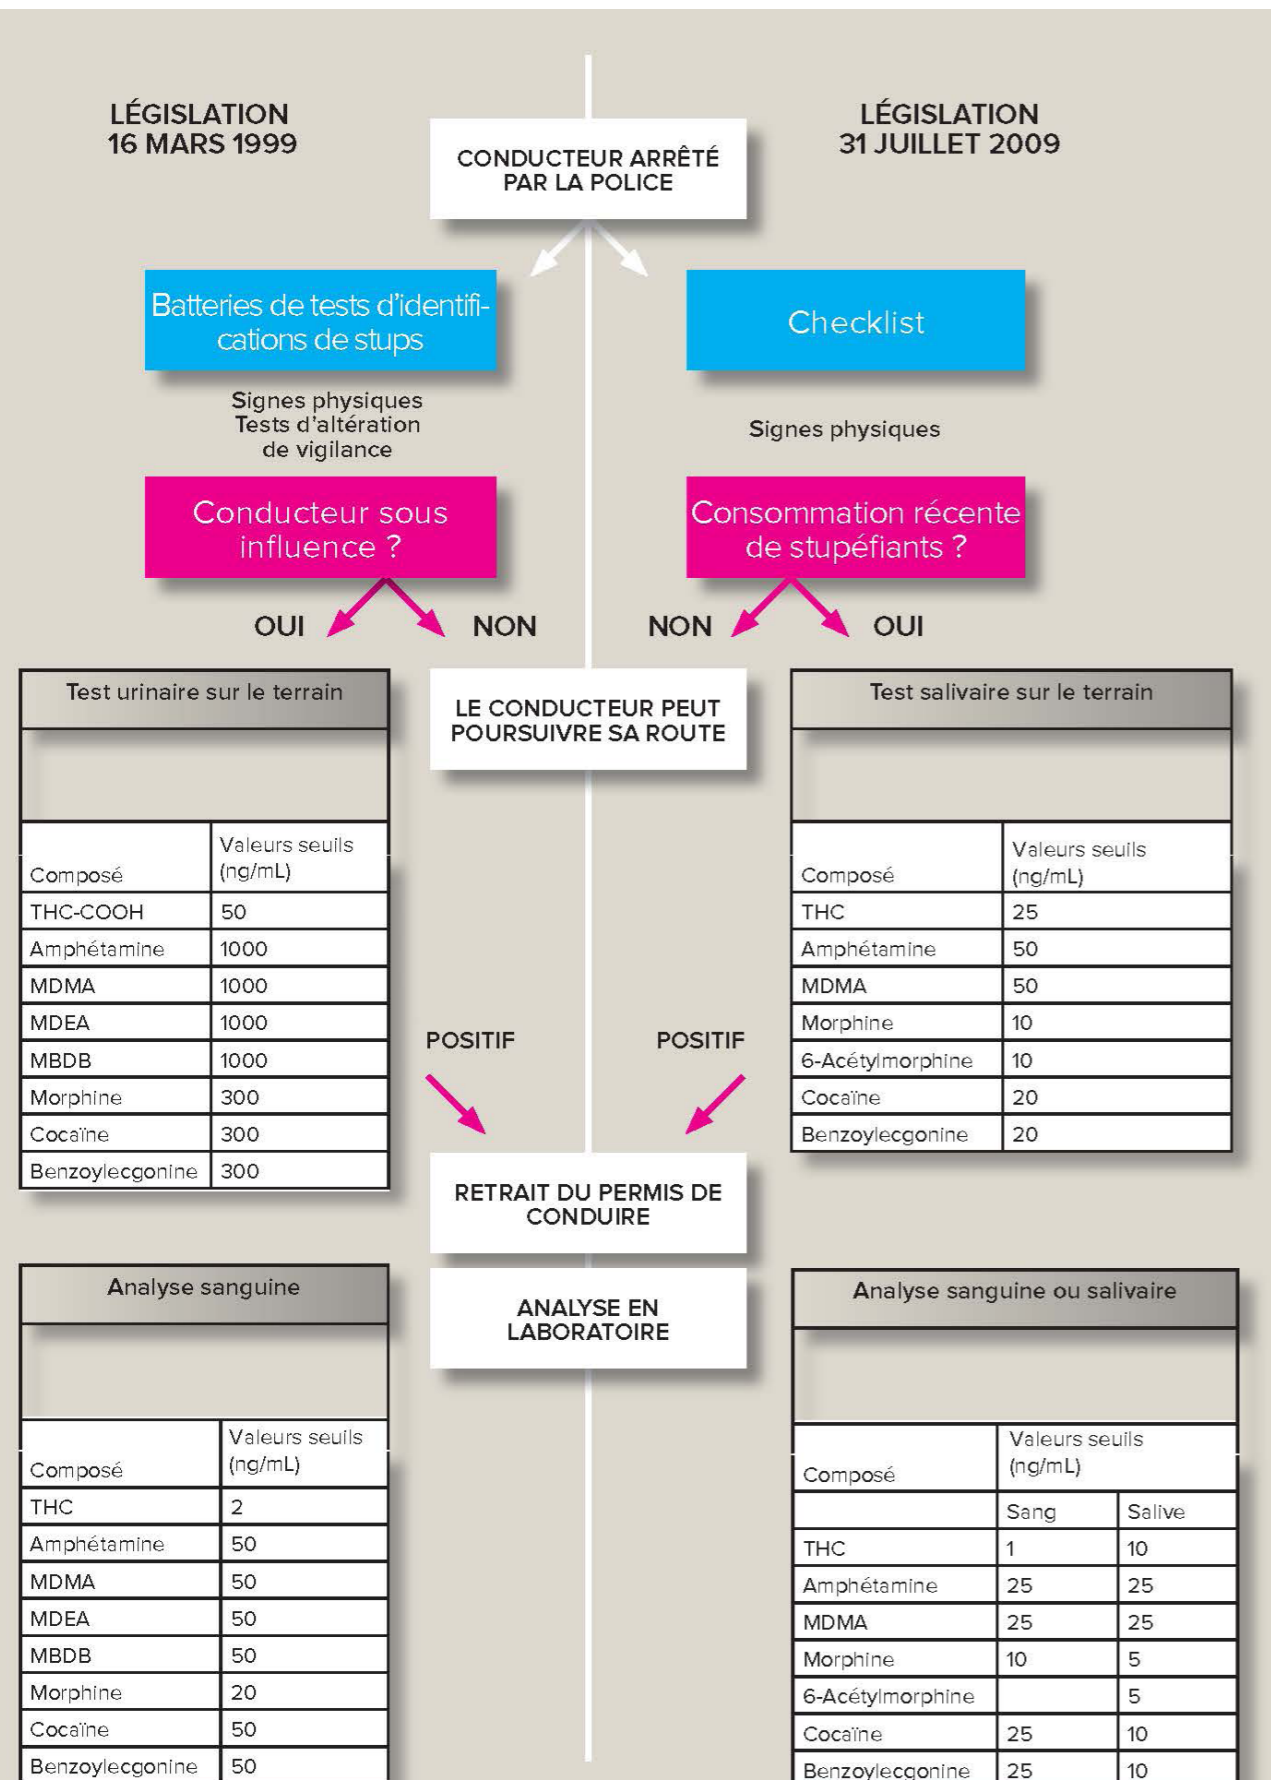 LÉGISLATION
16 MARS 1999
LÉGISLATION
31 JUILLET 2009
CONDUCTEUR ARRÊTÉ
PAR LA POLICE
Batteries de tests d'identifi-
cations de stups
Checklist
Signes physiques
Tests d'altération
de vigilance
Signes physiques
Conducteur sous
influence ?
Consommation récente
de stupéfiants ?
OUI
NON
NON
OUI
LE CONDUCTEUR PEUT
POURSUIVRE SA ROUTE
Test urinaire sur le terrain
Composé Valeurs seuils
(ng/mL)
THC-COOH 50
Amphétamine 1000
MDMA 1000
MDEA 1000
MBDB 1000
Morphine 300
Cocaïne 300
Benzoylecgonine 300
Test salivaire sur le terrain
Composé Valeurs seuils
(ng/mL)
THC 25
Amphétamine 50
MDMA 50
Morphine 10
6-Acétylmorphine 10
Cocaïne 20
Benzoylecgonine 20
POSITIF
POSITIF
RETRAIT DU PERMIS DE
CONDUIRE
ANALYSE EN
LABORATOIRE
Analyse sanguine
Composé Valeurs seuils
(ng/mL)
THC 2
Amphétamine 50
MDMA 50
MDEA 50
MBDB 50
Morphine 20
Cocaïne 50
Benzoylecgonine 50
Analyse sanguine ou salivaire
Composé Valeurs seuils
(ng/mL)
Sang Salive
THC 1 10
Amphétamine 25 25
MDMA 25 25
Morphine 10 5
6-Acétylmorphine 5
Cocaïne 25 10
Benzoylecgonine 25 10